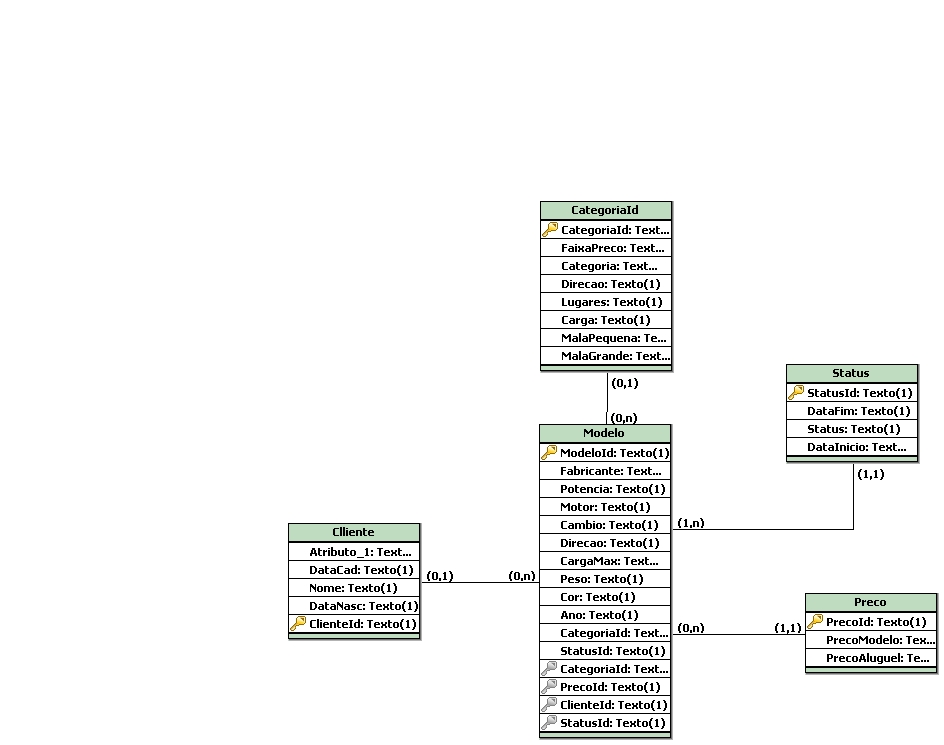 CategoriaId
CategoriaId: Text...
FaixaPreco: Text...
Categoria: Text...
Direcao: Texto(1)
Lugares: Texto(1)
Carga: Texto(1)
MalaPequena: Te...
MalaGrande: Text...
(0,1)
(0,n)
Status
StatusId: Texto(1)
DataFim: Texto(1)
Status: Texto(1)
DataInicio: Text...
(1,1)
Modelo
ModeloId: Texto(1)
Fabricante: Text...
Potencia: Texto(1)
Motor: Texto(1)
Cambio: Texto(1)
Direcao: Texto(1)
CargaMax: Text...
Peso: Texto(1)
Cor: Texto(1)
Ano: Texto(1)
CategoriaId: Text...
StatusId: Texto(1)
CategoriaId: Text...
PrecoId: Texto(1)
ClienteId: Texto(1)
StatusId: Texto(1)
(1,n)
Clliente
Atributo_1: Text...
DataCad: Texto(1)
Nome: Texto(1)
DataNasc: Texto(1)
ClienteId: Texto(1)
(0,1)
(0,n)
(0,n)
(1,1)
Preco
PrecoId: Texto(1)
PrecoModelo: Tex...
PrecoAluguel: Te...